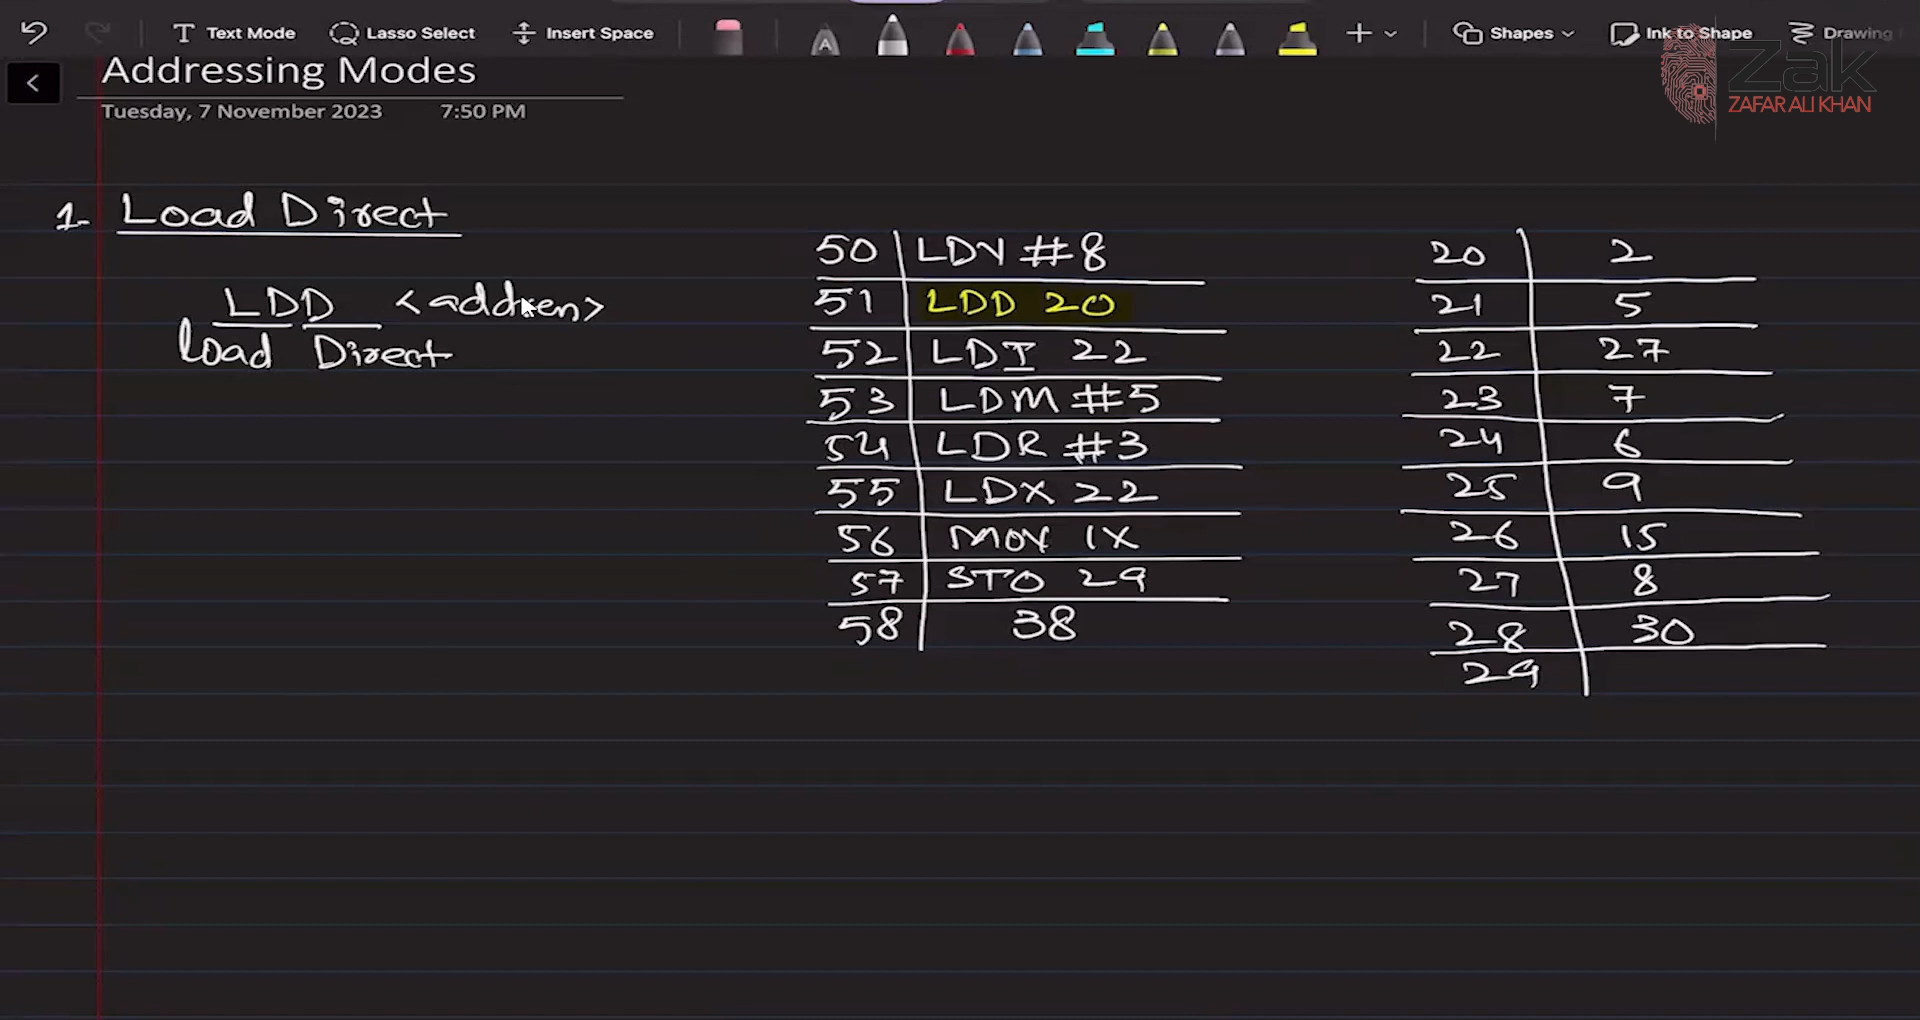 Text Mode Lasso Select Insert Space Shapes Ink to Shape Drawing
Addressing Modes
Tuesday, 7 November 2023 7:50 PM
Zak
ZAFAR ALI KHAN
1- Load Direct
LDD <address>
Load Direct
50 LDV #8
51 LDD 20
52 LDI 22
53 LDM #5
54 LDR #3
55 LDX 22
56 MOV IX
57 STO 29
58 38
20 2
21 5
22 27
23 7
24 6
25 9
26 15
27 8
28 30
29